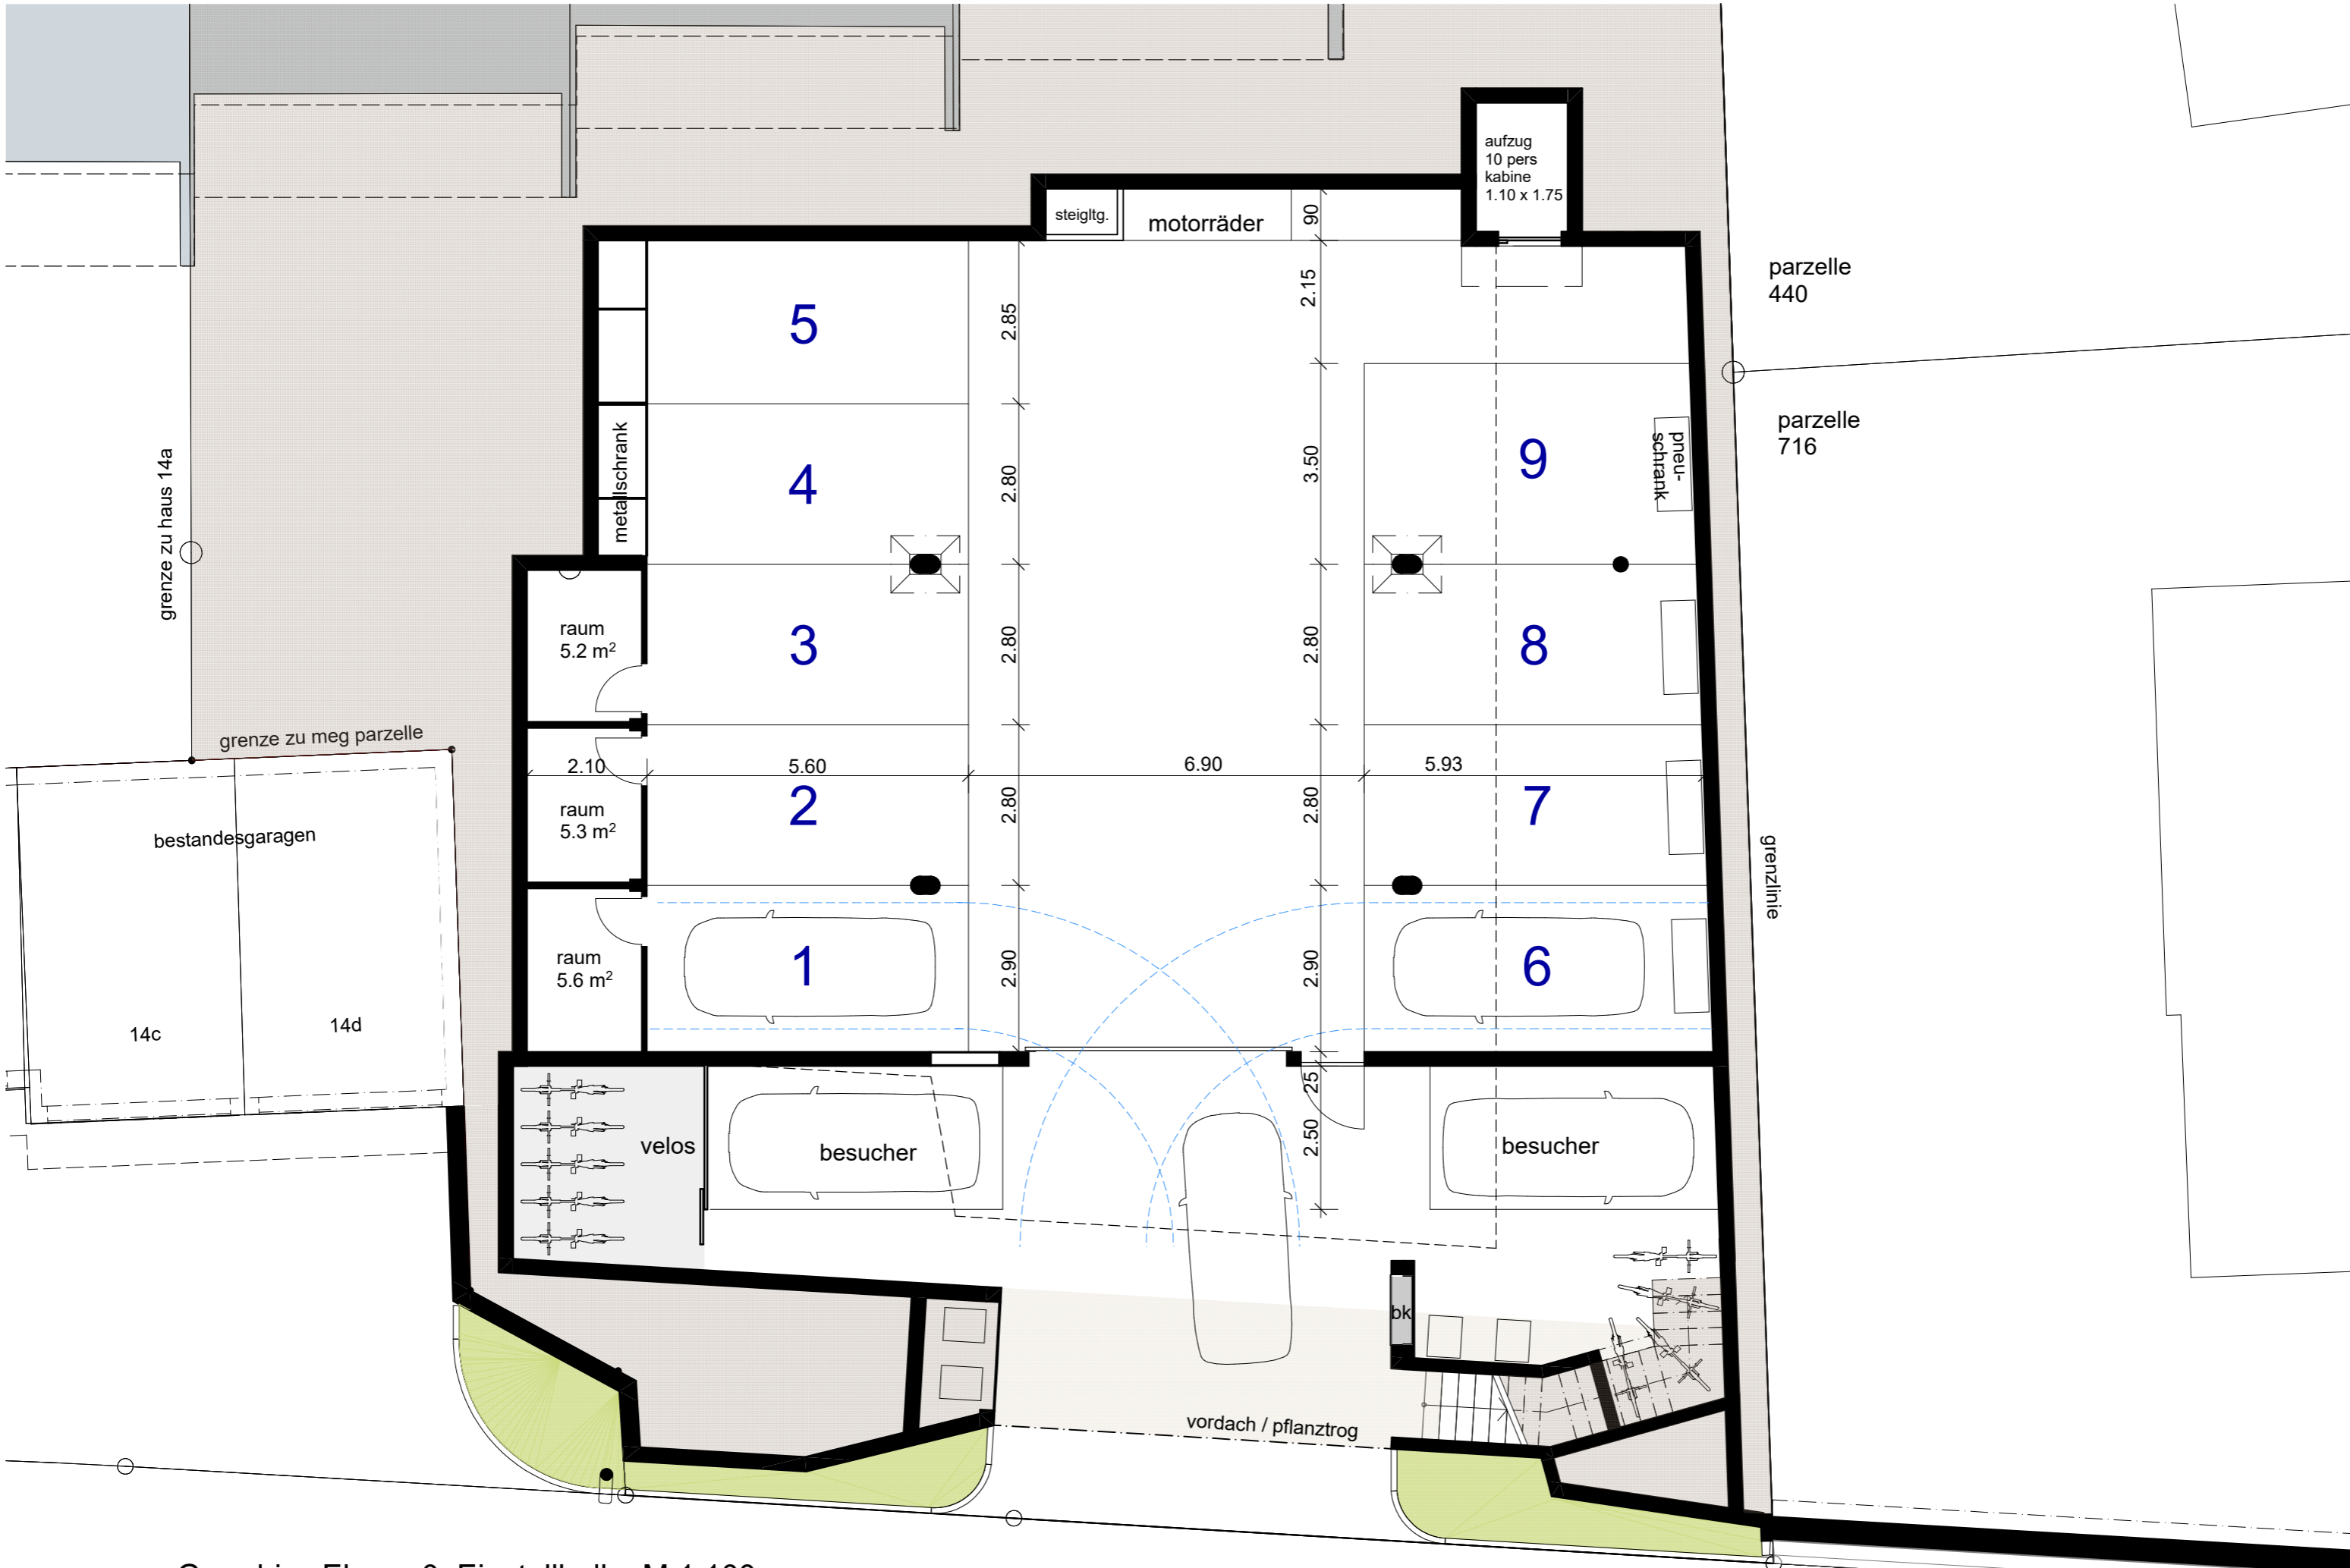 aufzug
10 pers
kabine
1.10 x 1.75
steigltg.
motorräder
90
parzelle
440
2.15
5
2.85
parzelle
716
grenze zu haus 14a
metallschrank
4
2.80
3.50
9
pneu-
schrank
raum
5.2 m²
3
2.80
2.80
8
grenze zu meg parzelle
2.10
5.60
6.90
5.93
raum
5.3 m²
2
2.80
2.80
7
bestandesgaragen
grenzlinie
raum
5.6 m²
1
2.90
2.90
6
14c
14d
25
velos
besucher
2.50
besucher
bk
vordach / pflanztrog